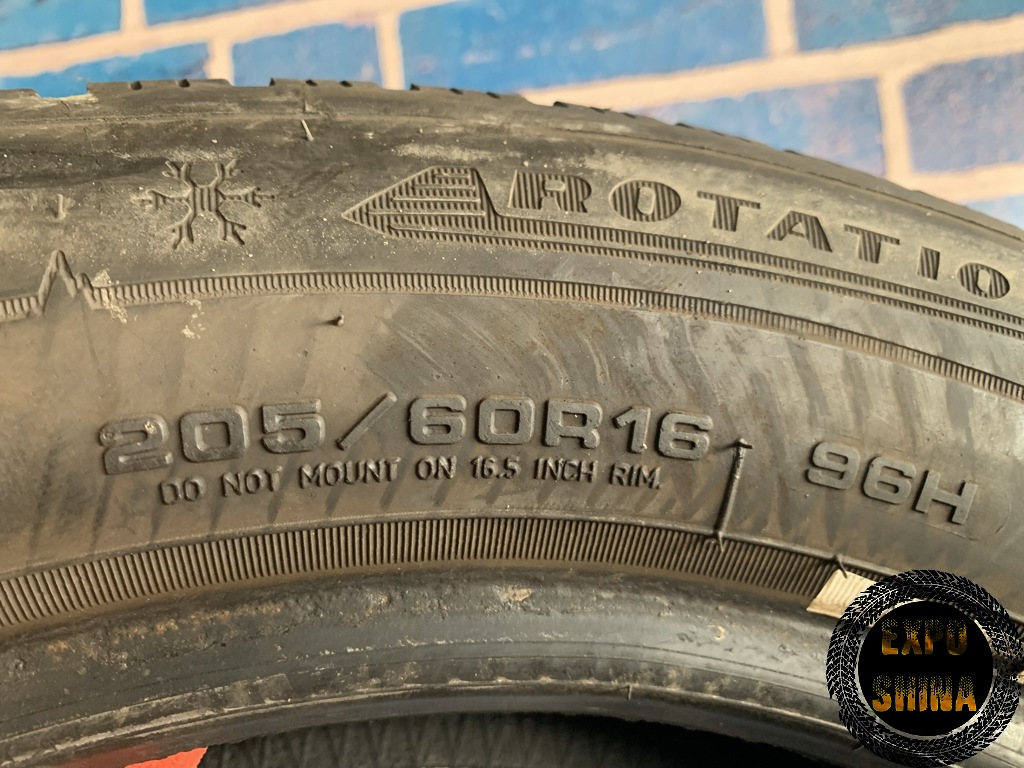 ROTATIO
205/60R16 96H
DO NOT MOUNT ON 16.5 INCH RIM.
EXPO
SHINA